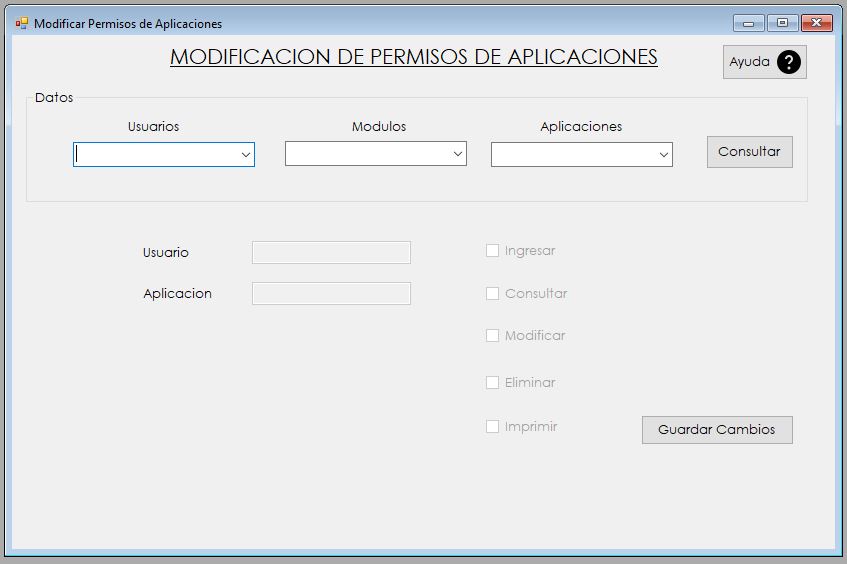 Modificar Permisos de Aplicaciones
MODIFICACION DE PERMISOS DE APLICACIONES
Ayuda ?
Datos
Usuarios Modulos Aplicaciones
Consultar
Usuario
Aplicacion
Ingresar
Consultar
Modificar
Eliminar
Imprimir
Guardar Cambios